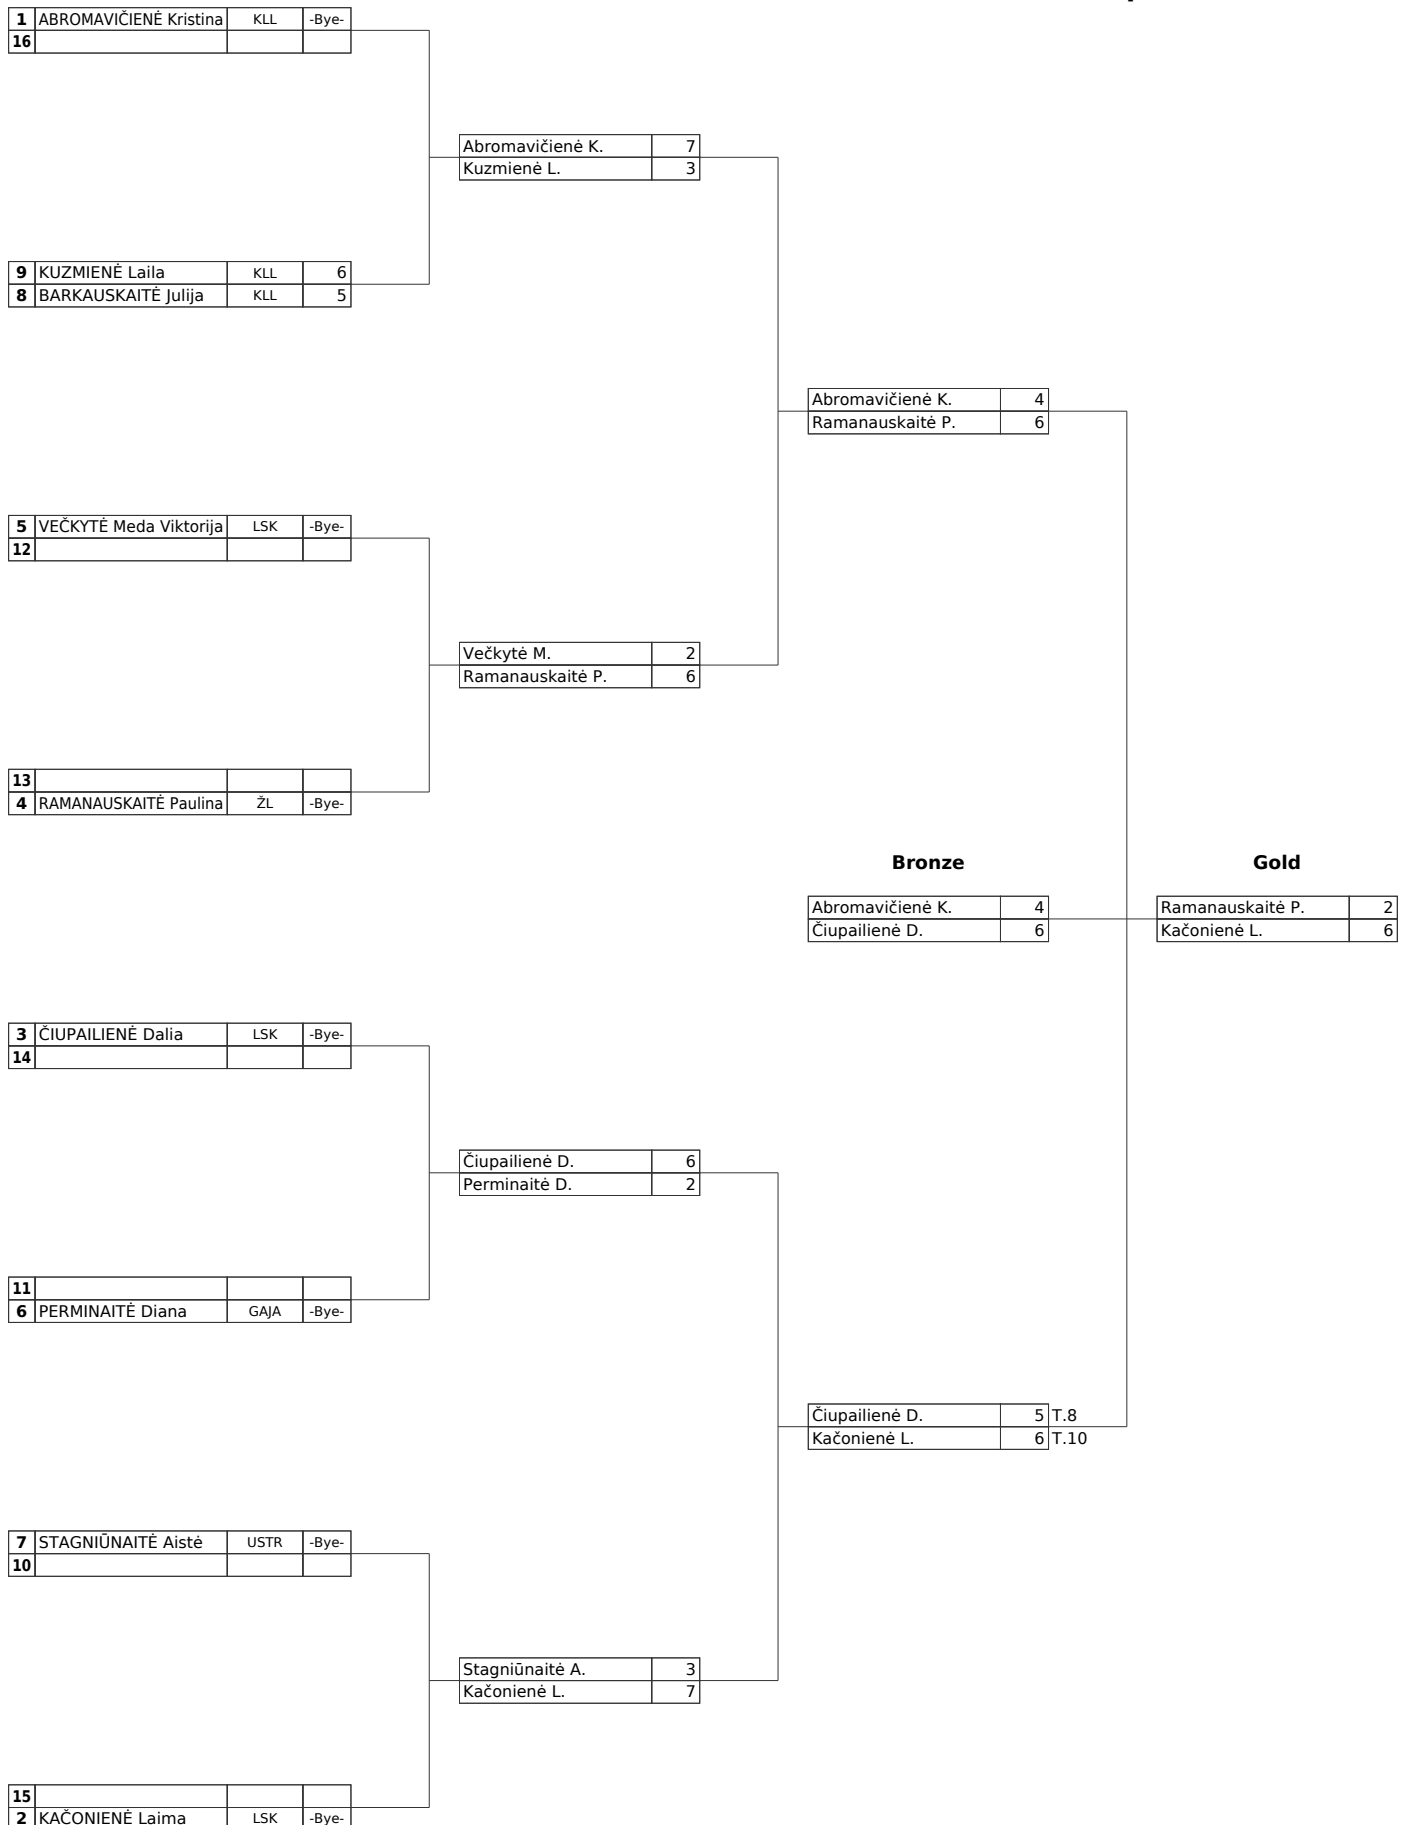 1 ABROMAVIČIENĖ Kristina KLL -Bye-
16
Abromavičienė K. 7
Kuzmienė L. 3
9 KUZMIENĖ Laila KLL 6
8 BARKAUSKAITĖ Julija KLL 5
Abromavičienė K. 4
Ramanauskaitė P. 6
5 VEČKYTĖ Meda Viktorija LSK -Bye-
12
Večkytė M. 2
Ramanauskaitė P. 6
13
4 RAMANAUSKAITĖ Paulina ŽL -Bye-
Bronze Gold
Abromavičienė K. 4 Ramanauskaitė P. 2
Čiupailienė D. 6 Kačonienė L. 6
3 ČIUPAILIENĖ Dalia LSK -Bye-
14
Čiupailienė D. 6
Perminaitė D. 2
11
6 PERMINAITĖ Diana GAJA -Bye-
Čiupailienė D. 5 T.8
Kačonienė L. 6 T.10
7 STAGNIŪNAITĖ Aistė USTR -Bye-
10
Stagniūnaitė A. 3
Kačonienė L. 7
15
2 KAČONIENĖ Laima LSK -Bye-